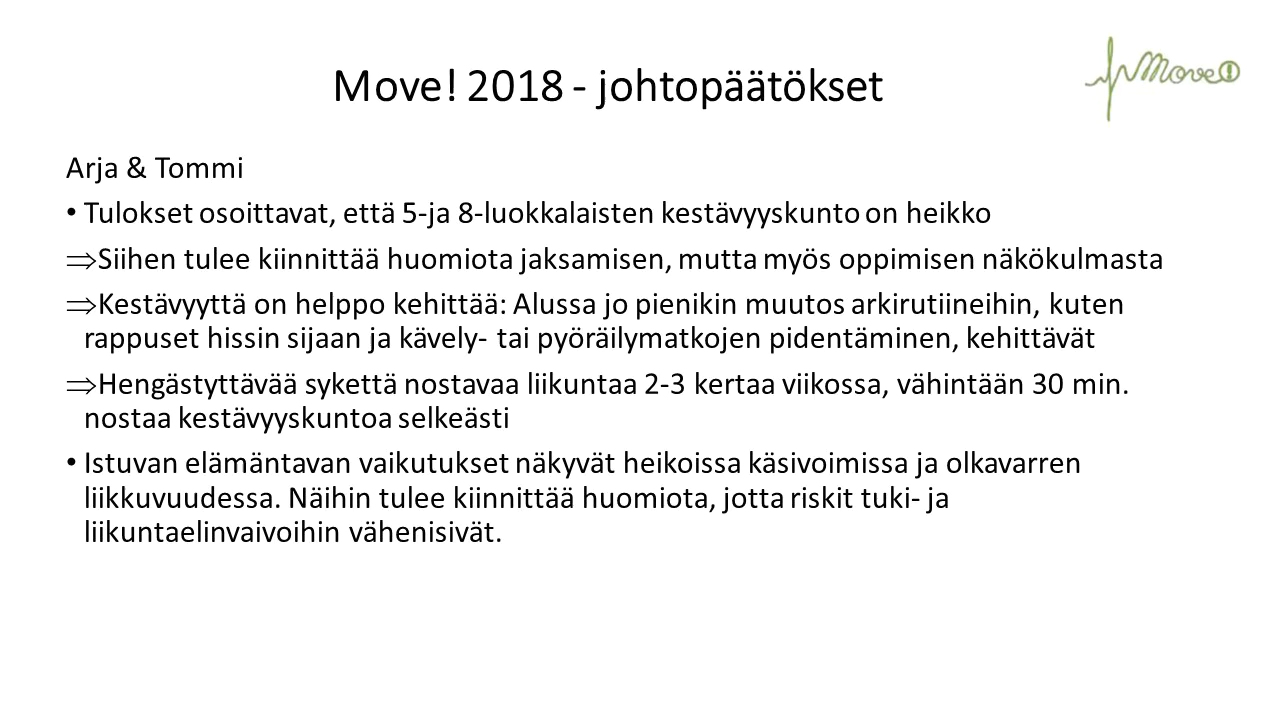 Move! 2018 - johtopäätökset
Move!
Arja & Tommi
• Tulokset osoittavat, että 5-ja 8-luokkalaisten kestävyyskunto on heikko
⇒Siihen tulee kiinnittää huomiota jaksamisen, mutta myös oppimisen näkökulmasta
⇒Kestävyyttä on helppo kehittää: Alussa jo pienikin muutos arkirutiineihin, kuten
rappuset hissin sijaan ja kävely- tai pyöräilymatkojen pidentäminen, kehittävät
⇒Hengästyttävää sykettä nostavaa liikuntaa 2-3 kertaa viikossa, vähintään 30 min.
nostaa kestävyyskuntoa selkeästi
• Istuvan elämäntavan vaikutukset näkyvät heikoissa käsivoimissa ja olkavarren
liikkuvuudessa. Näihin tulee kiinnittää huomiota, jotta riskit tuki- ja
liikuntaelinvaivoihin vähenisivät.